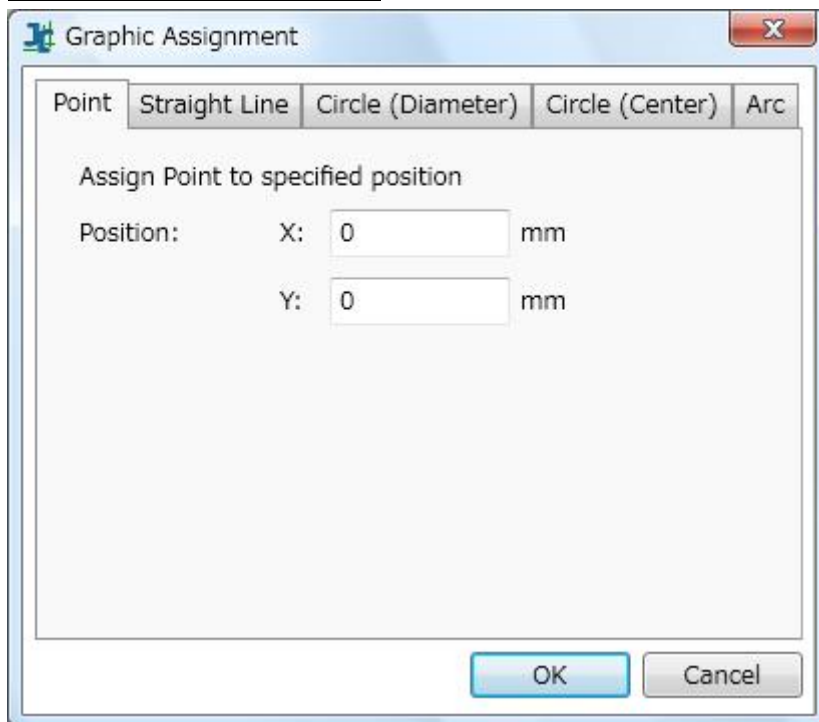 Graphic Assignment
Point Straight Line Circle (Diameter) Circle (Center) Arc
Assign Point to specified position
Position: X: 0 mm
Y: 0 mm
OK Cancel